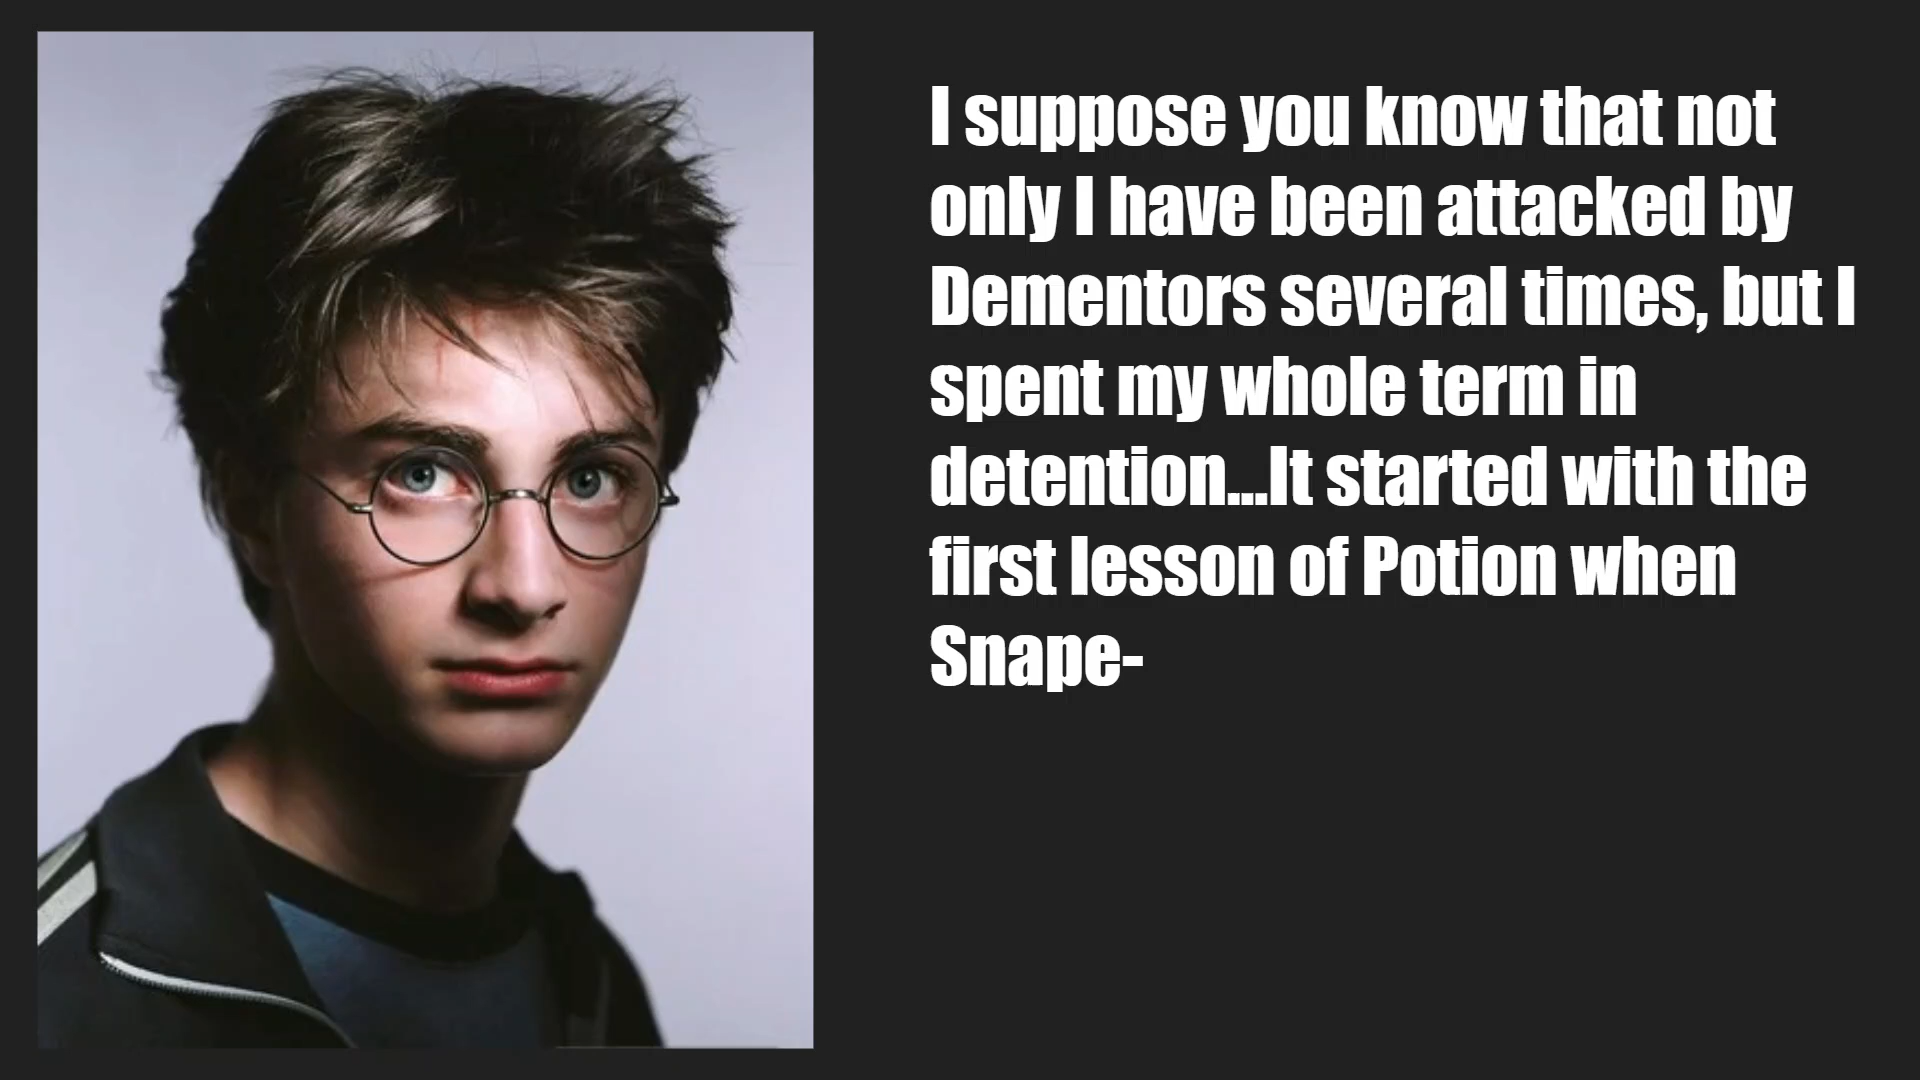 I suppose you know that not
only I have been attacked by
Dementors several times, but I
spent my whole term in
detention...It started with the
first lesson of Potion when
Snape-